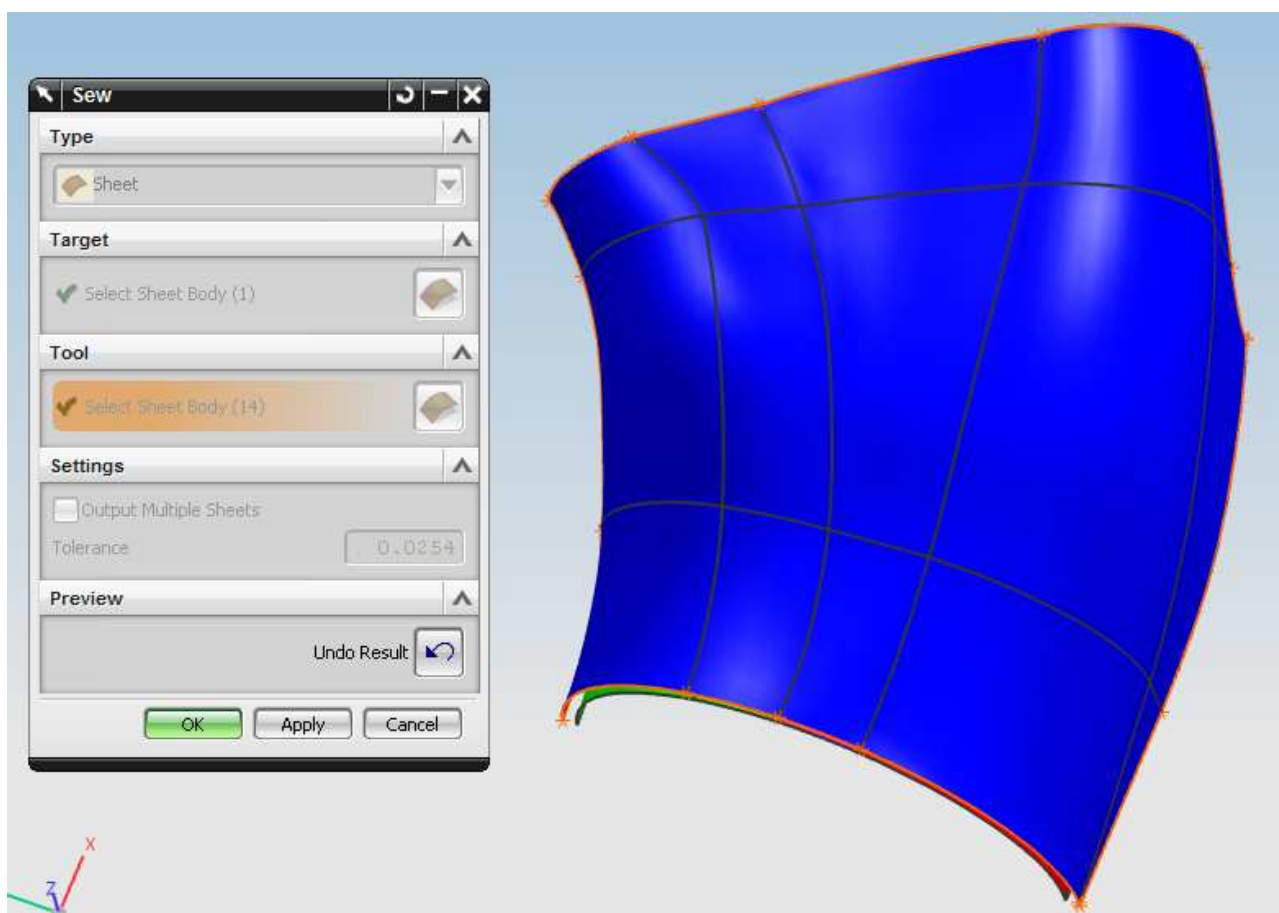 Sew
Type
Sheet
Target
Select Sheet Body (1)
Tool
Select Sheet Body (14)
Settings
Output Multiple Sheets
Tolerance 0.0254
Preview
Undo Result
OK Apply Cancel
X
Z